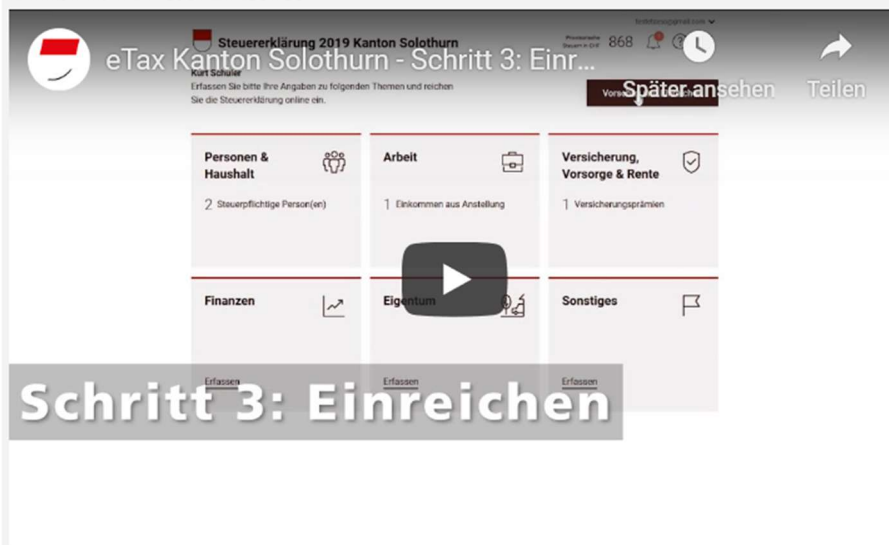 eTax Kanton Solothurn - Schritt 3: Einr...
Später ansehen
Teilen
Steuererklärung 2019 Kanton Solothurn
868
Kurt Schuler
Erfassen Sie bitte Ihre Angaben zu folgenden Themen und reichen
Sie die Steuererklärung online ein.
Personen &
Haushalt
2 Steuerpflichtige Person(en)
Arbeit
1 Einkommen aus Anstellung
Versicherung,
Vorsorge & Rente
1 Versicherungsprämien
Finanzen
Erfassen
Eigentum
Erfassen
Sonstiges
Erfassen
Schritt 3: Einreichen